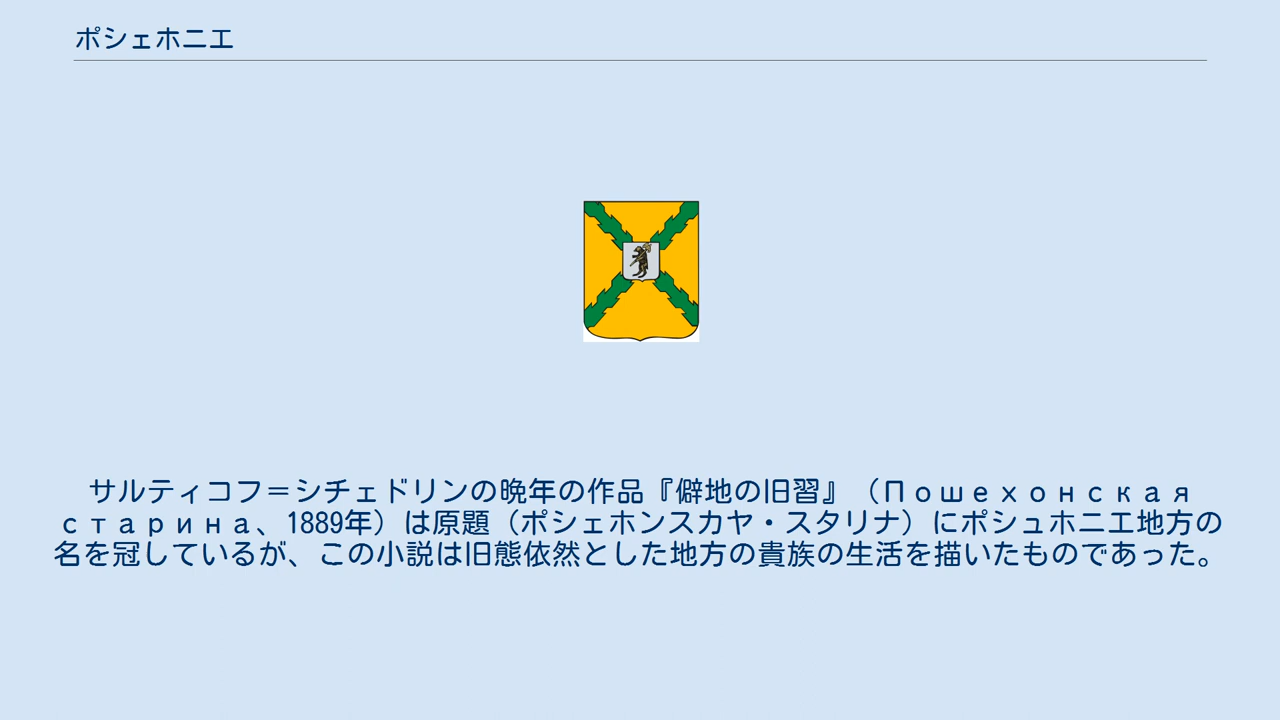 ポシェホニエ
サルティコフ＝シチェドリンの晩年の作品『僻地の旧習』（Пошехонская
старина、1889年）は原題（ポシェホンスカヤ・スタリナ）にポシュホニエ地方の
名を冠しているが、この小説は旧態依然とした地方の貴族の生活を描いたものであった。